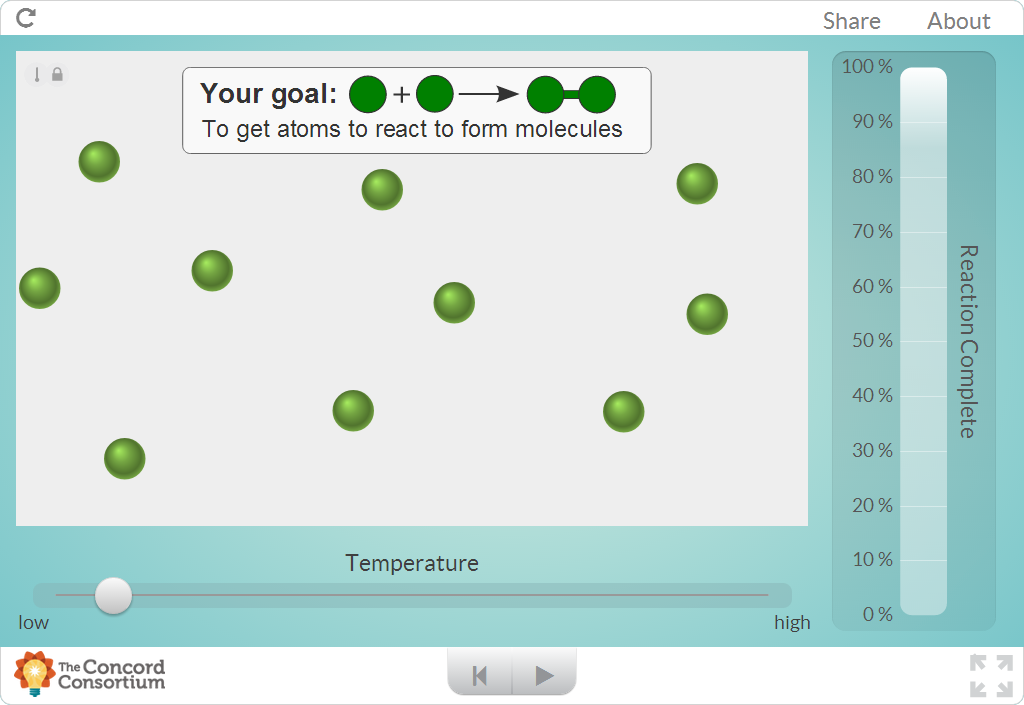 Share About
Your goal: + 
To get atoms to react to form molecules
100 %
90 %
80 %
70 %
60 %
50 %
40 %
30 %
20 %
10 %
0 %
Reaction Complete
Temperature
low
high
The Concord
Consortium